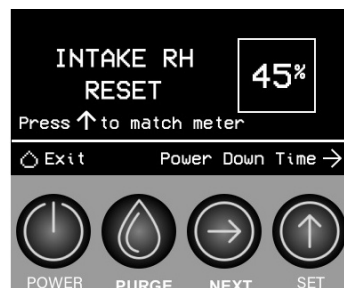 INTAKE RH
RESET
45%
Press ↑ to match meter
Exit Power Down Time →
POWER PURGE NEXT SET